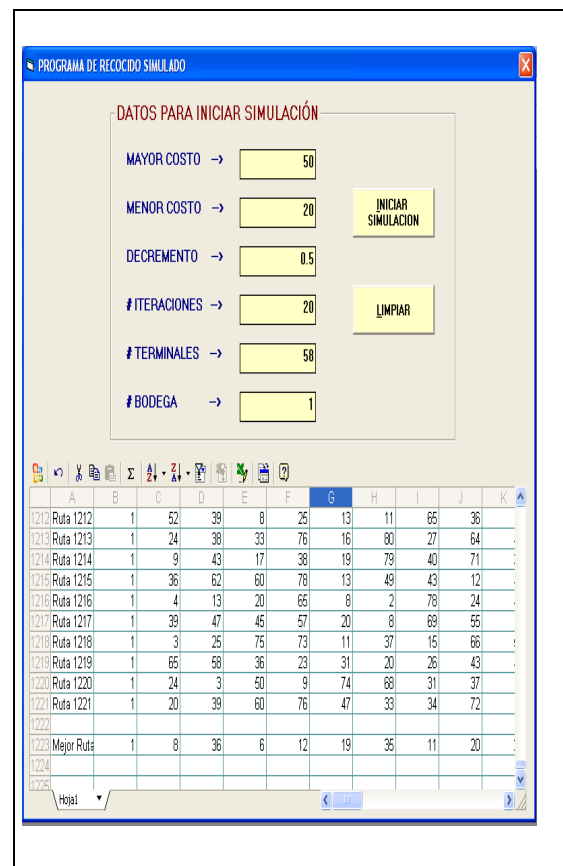 PROGRAMA DE RECOCIDO SIMULADO
DATOS PARA INICIAR SIMULACIÓN
MAYOR COSTO -> 50
MENOR COSTO -> 20
INICIAR SIMULACION
DECREMENTO -> 0.5
# ITERACIONES -> 20
LIMPIAR
# TERMINALES -> 58
# BODEGA -> 1
A B C D E F G H I J K
1212 Ruta 1212 1 52 39 8 25 13 11 65 36
1213 Ruta 1213 1 24 38 33 76 16 80 27 64
1214 Ruta 1214 1 9 43 17 38 19 79 40 71
1215 Ruta 1215 1 36 62 60 78 13 49 43 12
1216 Ruta 1216 1 4 13 20 65 8 2 78 24
1217 Ruta 1217 1 39 47 45 57 20 8 69 55
1218 Ruta 1218 1 3 25 75 73 11 37 15 66
1219 Ruta 1219 1 65 58 36 23 31 20 26 43
1220 Ruta 1220 1 24 3 50 9 74 68 31 37
1221 Ruta 1221 1 20 39 60 76 47 33 34 72
1222
1223 Mejor Ruta 1 8 36 6 12 19 35 11 20
1224
1225
Hoja1